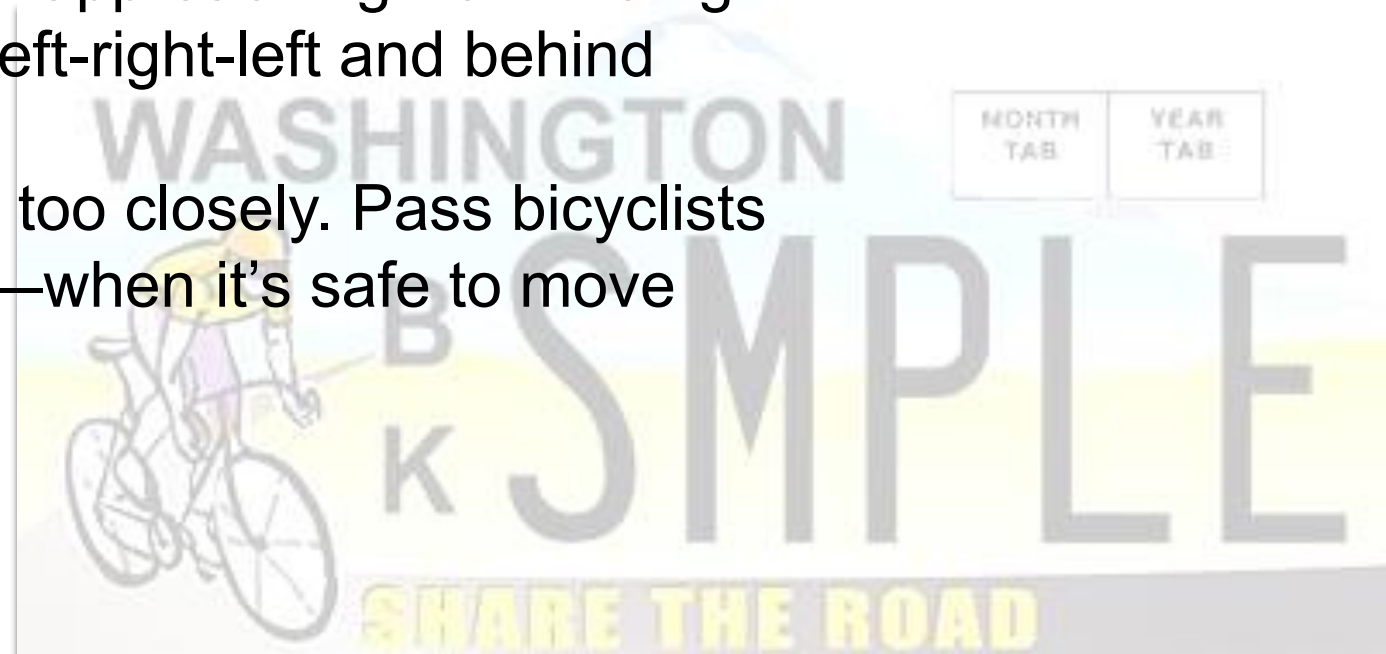 eft-right-left and behind
WASHINGTON
MONTH TAB
YEAR TAB
too closely. Pass bicyclists
—when it’s safe to move
BK SMPLE
SHARE THE ROAD